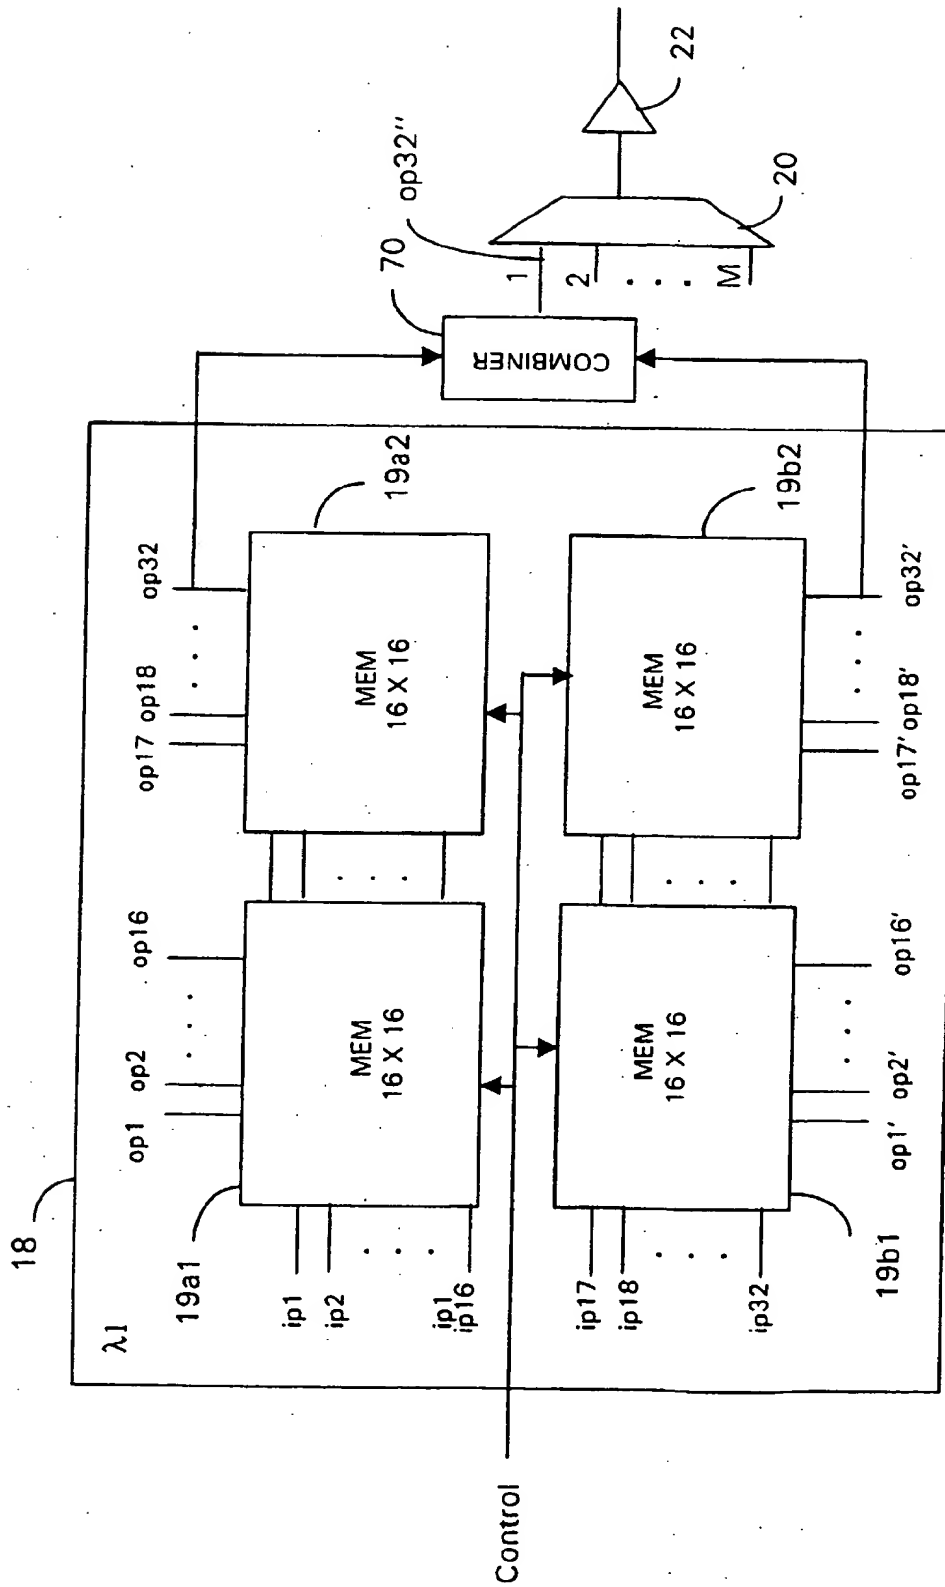 18
λ1
op1 op2 . . . op16
op17 op18 . . . op32
19a1
19a2
MEM
16 X 16
MEM
16 X 16
ip1
ip2
. . . .
ip1
ip16
. . .
Control
ip17
ip18
. . . .
ip32
MEM
16 X 16
MEM
16 X 16
. . .
19b1
19b2
op1′ op2′ . . . op16′
op17′ op18′ . . . op32′
70
COMBINER
op32″
1
2
. . . .
M
20
22